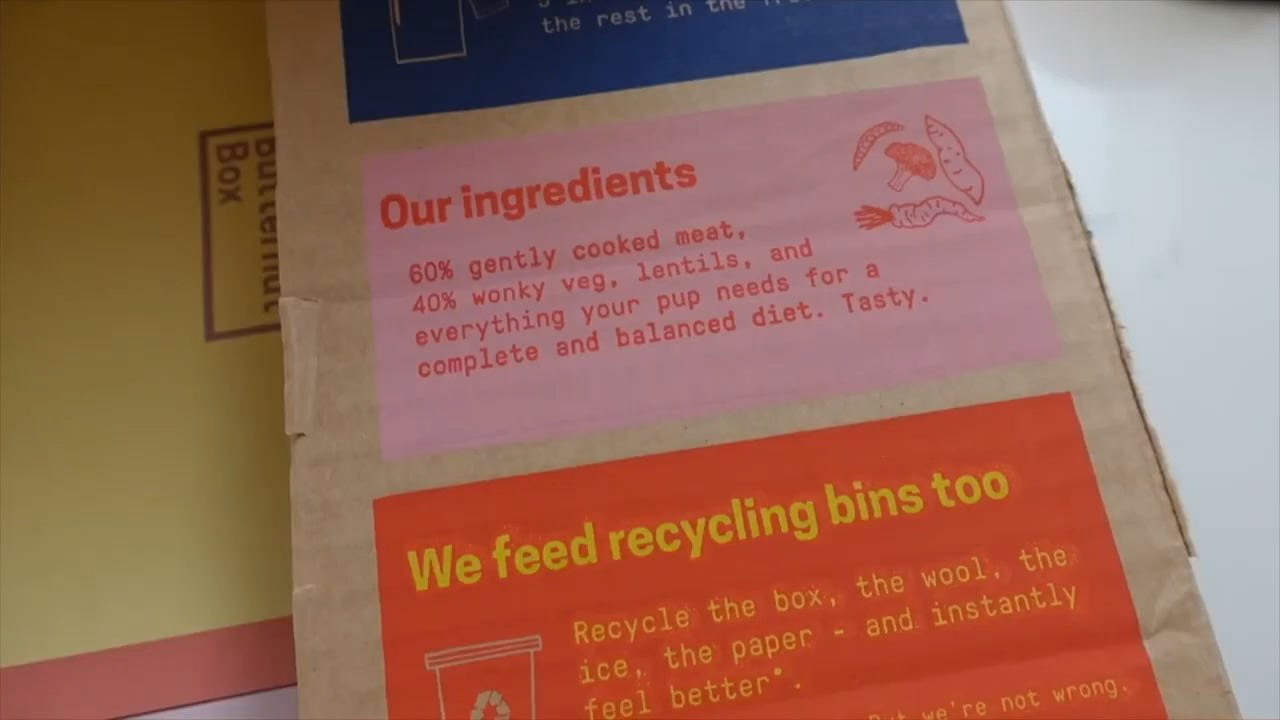 the rest in the
Butternut
Box
Our ingredients
60% gently cooked meat,
40% wonky veg, lentils, and
everything your pup needs for a
complete and balanced diet. Tasty.
We feed recycling bins too
Recycle the box, the wool, the
ice, the paper - and instantly
feel better*.
But we're not wrong.